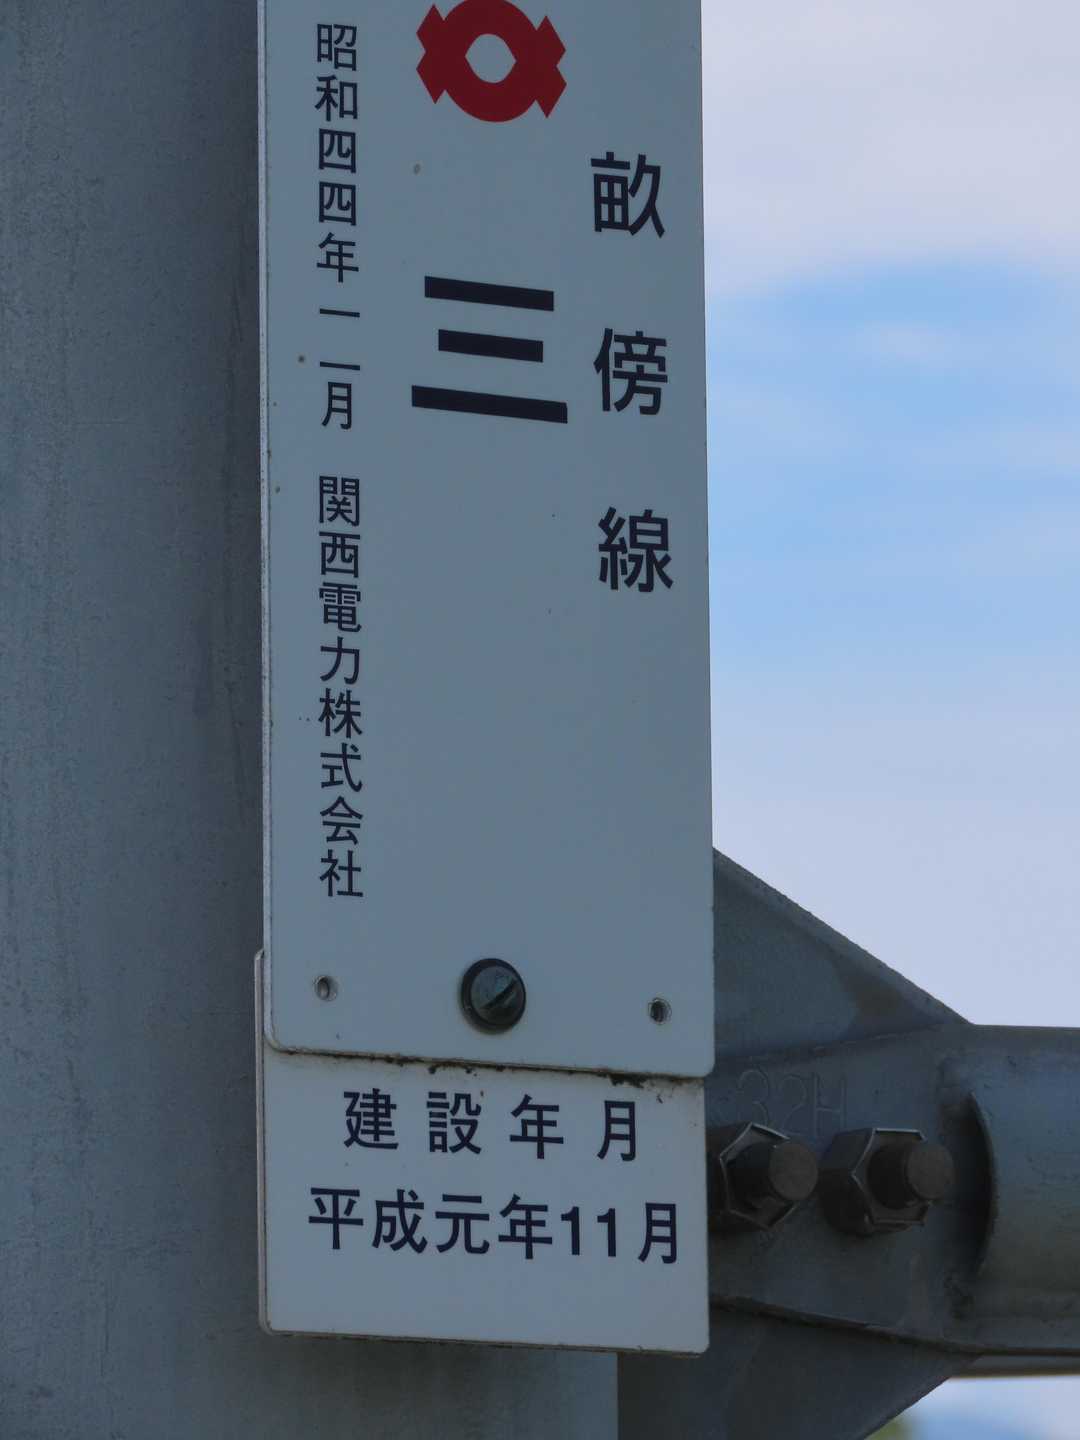 畝傍線
三
昭和四四年一一月 関西電力株式会社
建設年月
平成元年11月
32H